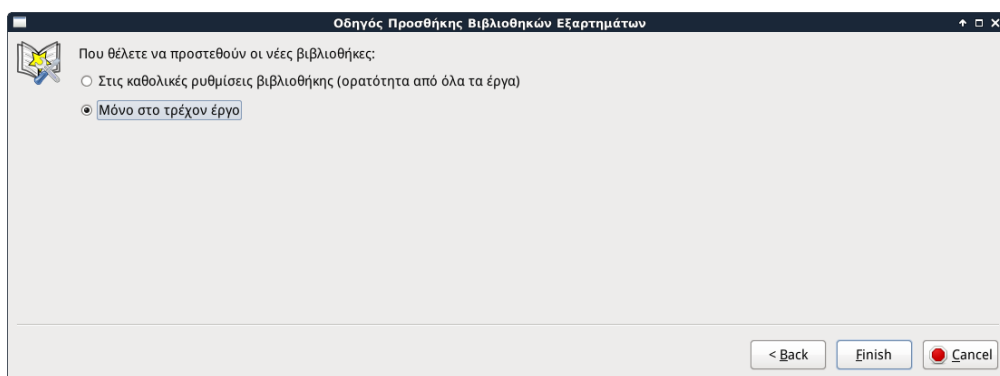 Οδηγός Προσθήκης Βιβλιοθηκών Εξαρτημάτων
Που θέλετε να προστεθούν οι νέες βιβλιοθήκες:
Στις καθολικές ρυθμίσεις βιβλιοθήκης (ορατότητα από όλα τα έργα)
Μόνο στο τρέχον έργο
< Back Finish Cancel